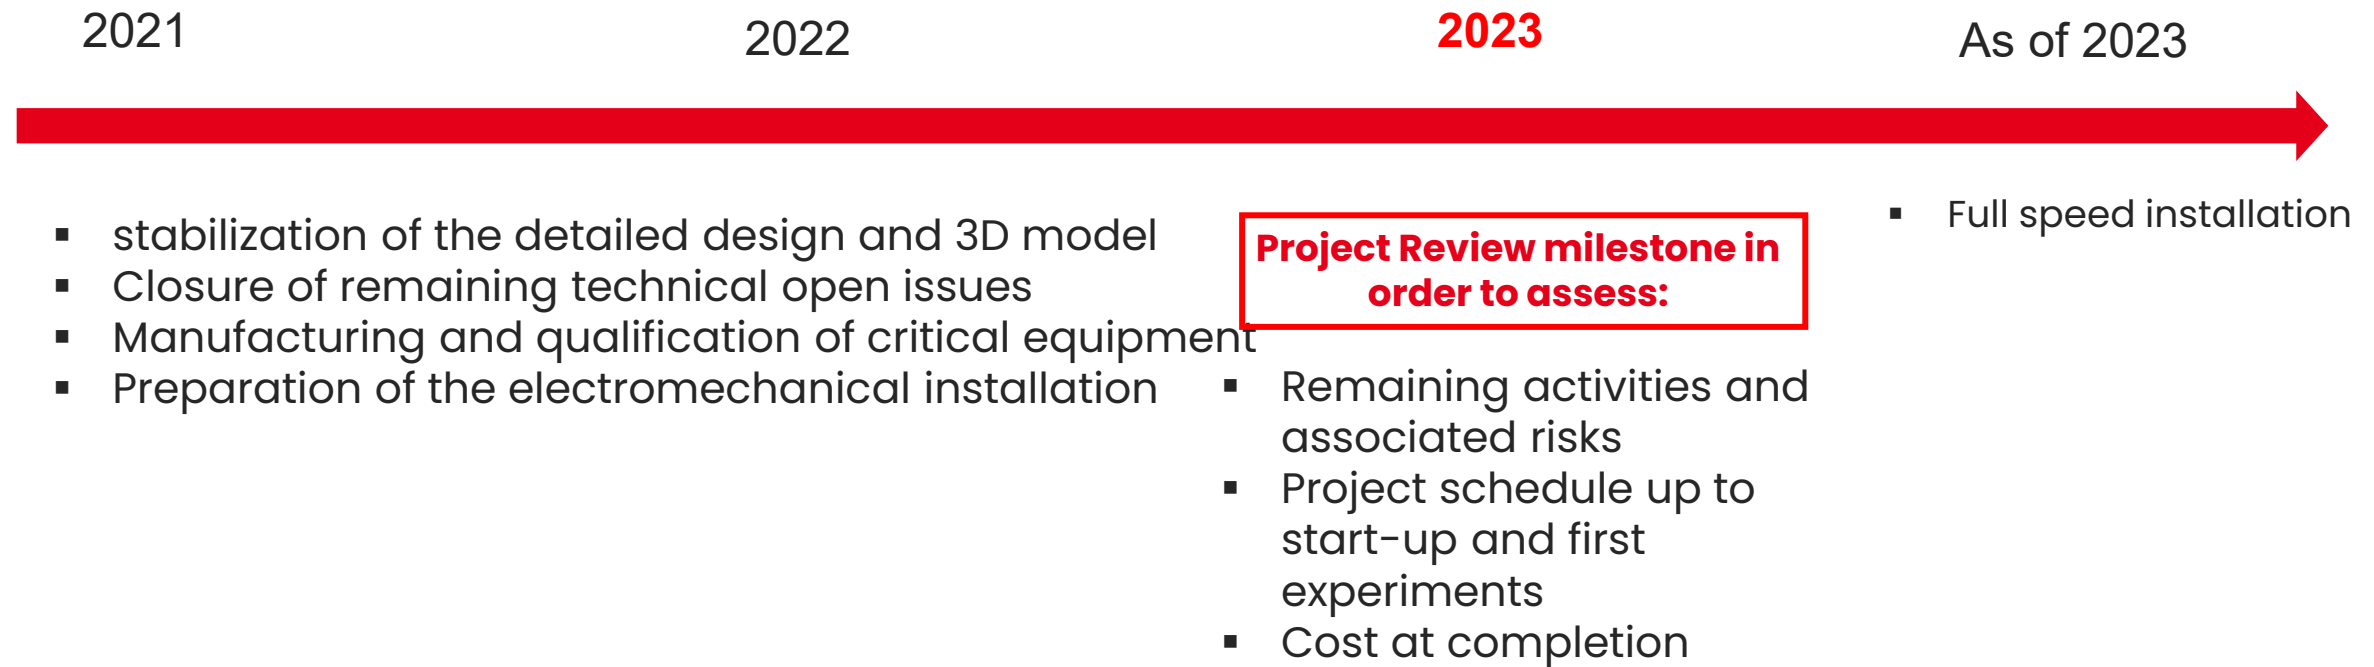 2021
2022
2023
As of 2023
▪ stabilization of the detailed design and 3D model
▪ Closure of remaining technical open issues
▪ Manufacturing and qualification of critical equipment
▪ Preparation of the electromechanical installation
Project Review milestone in
order to assess:
▪ Remaining activities and
associated risks
▪ Project schedule up to
start-up and first
experiments
▪ Cost at completion
▪ Full speed installation